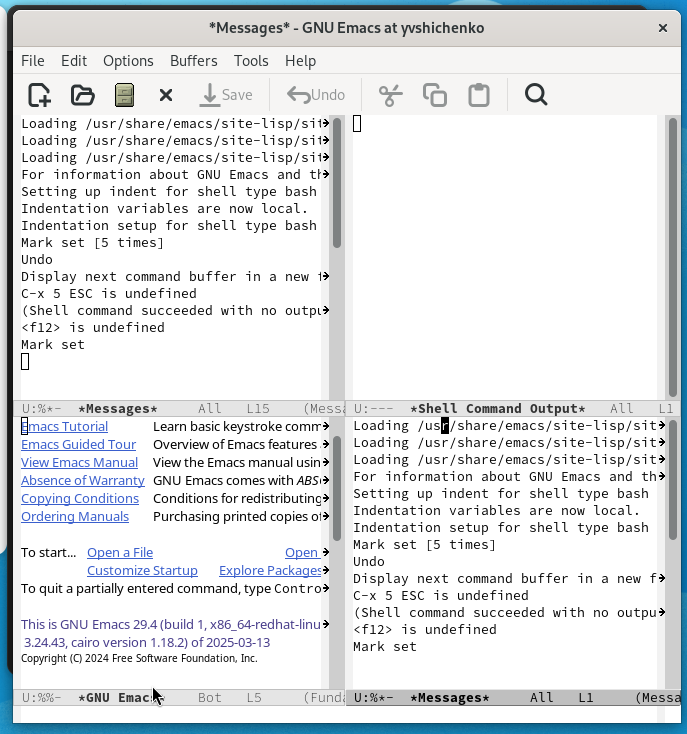 *Messages* - GNU Emacs at yvshichenko
File Edit Options Buffers Tools Help
Save Undo
Loading /usr/share/emacs/site-lisp/sit
Loading /usr/share/emacs/site-lisp/sit
Loading /usr/share/emacs/site-lisp/sit
For information about GNU Emacs and th
Setting up indent for shell type bash
Indentation variables are now local.
Indentation setup for shell type bash
Mark set [5 times]
Undo
Display next command buffer in a new f
C-x 5 ESC is undefined
(Shell command succeeded with no outpu
<f12> is undefined
Mark set
U:%*- *Messages* All L15 (Messa
U:--- *Shell Command Output* All L1
Emacs Tutorial Learn basic keystroke comm
Emacs Guided Tour Overview of Emacs features
View Emacs Manual View the Emacs manual usin
Absence of Warranty GNU Emacs comes with ABS
Copying Conditions Conditions for redistributing
Ordering Manuals Purchasing printed copies of
To start... Open a File Open
Customize Startup Explore Packages
To quit a partially entered command, type Contro
This is GNU Emacs 29.4 (build 1, x86_64-redhat-linu
3.24.43, cairo version 1.18.2) of 2025-03-13
Copyright (C) 2024 Free Software Foundation, Inc.
U:%%- *GNU Emacs Bot L5 (Funda
Loading /usr/share/emacs/site-lisp/sit
Loading /usr/share/emacs/site-lisp/sit
Loading /usr/share/emacs/site-lisp/sit
For information about GNU Emacs and th
Setting up indent for shell type bash
Indentation variables are now local.
Indentation setup for shell type bash
Mark set [5 times]
Undo
Display next command buffer in a new f
C-x 5 ESC is undefined
(Shell command succeeded with no outpu
<f12> is undefined
Mark set
U:%*- *Messages* All L1 (Messa